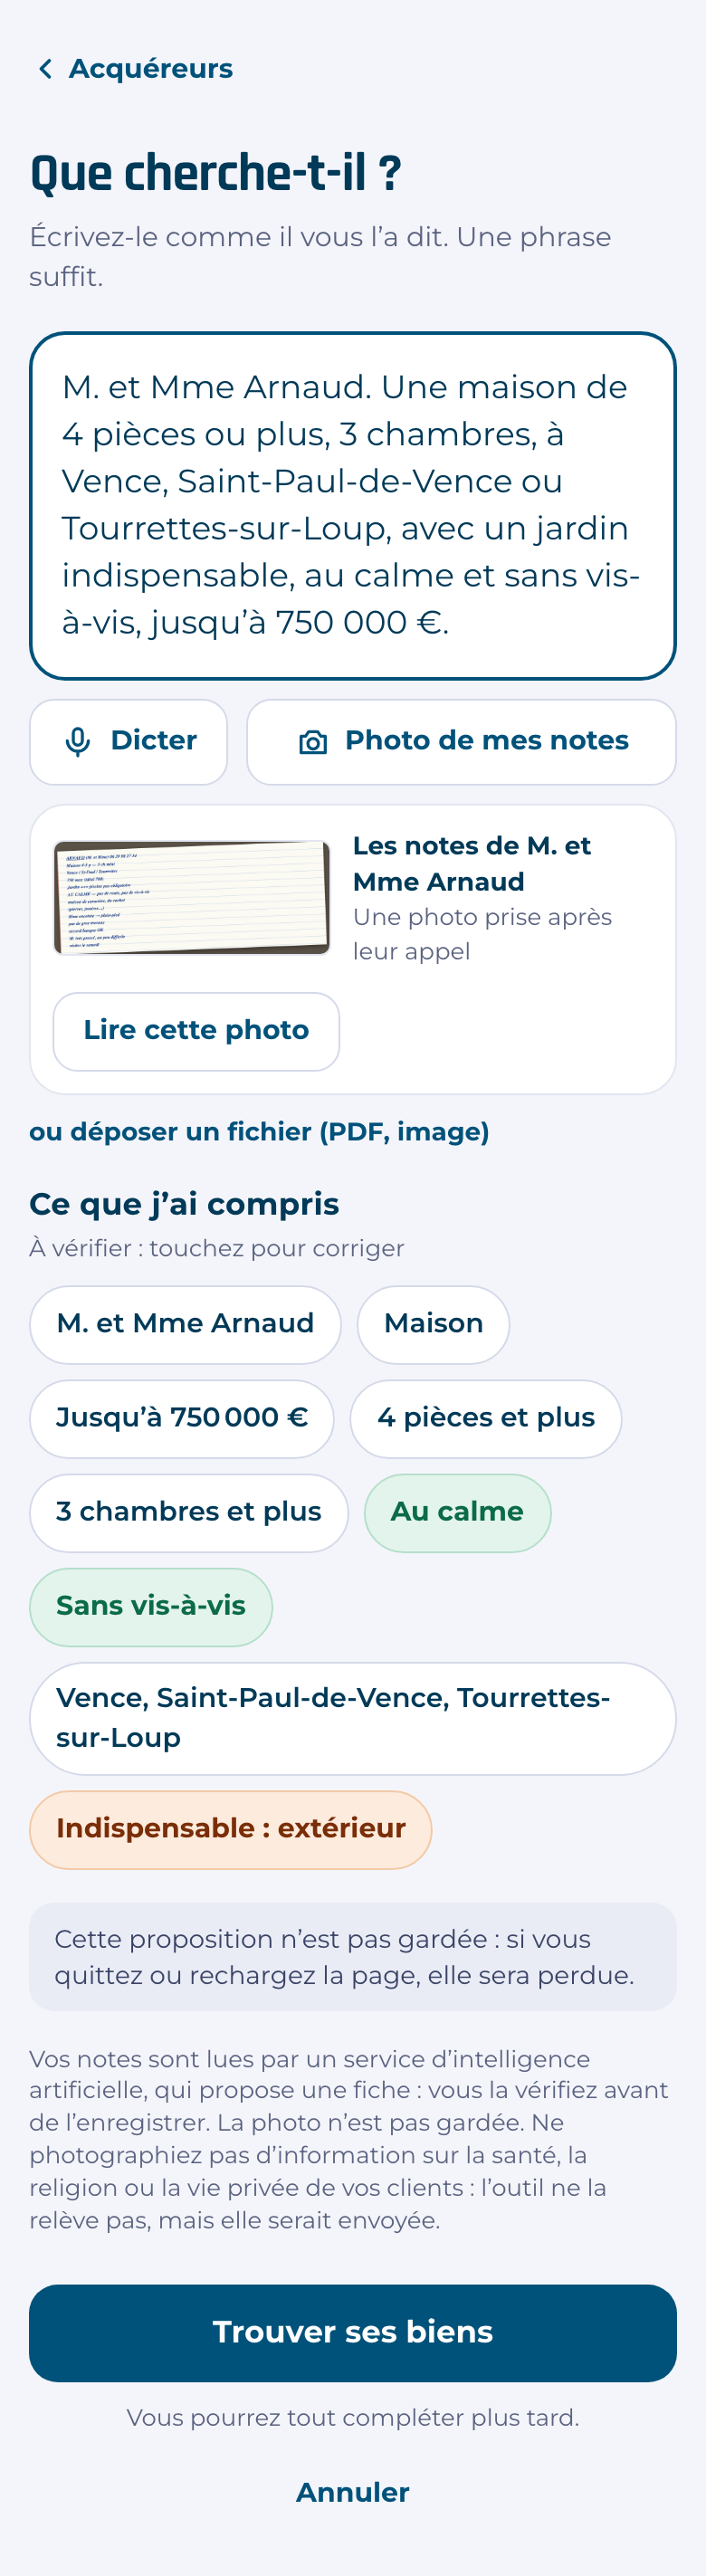 Acquéreurs
Que cherche-t-il ?
Écrivez-le comme il vous l’a dit. Une phrase
suffit.
M. et Mme Arnaud. Une maison de
4 pièces ou plus, 3 chambres, à
Vence, Saint-Paul-de-Vence ou
Tourrettes-sur-Loup, avec un jardin
indispensable, au calme et sans vis-
à-vis, jusqu’à 750 000 €.
Dicter
Photo de mes notes
Les notes de M. et
Mme Arnaud
Une photo prise après
leur appel
Lire cette photo
ou déposer un fichier (PDF, image)
Ce que j’ai compris
À vérifier : touchez pour corriger
M. et Mme Arnaud
Maison
Jusqu’à 750 000 €
4 pièces et plus
3 chambres et plus
Au calme
Sans vis-à-vis
Vence, Saint-Paul-de-Vence, Tourrettes-
sur-Loup
Indispensable : extérieur
Cette proposition n’est pas gardée : si vous
quittez ou rechargez la page, elle sera perdue.
Vos notes sont lues par un service d’intelligence
artificielle, qui propose une fiche : vous la vérifiez avant
de l’enregistrer. La photo n’est pas gardée. Ne
photographiez pas d’information sur la santé, la
religion ou la vie privée de vos clients : l’outil ne la
relève pas, mais elle serait envoyée.
Trouver ses biens
Vous pourrez tout compléter plus tard.
Annuler